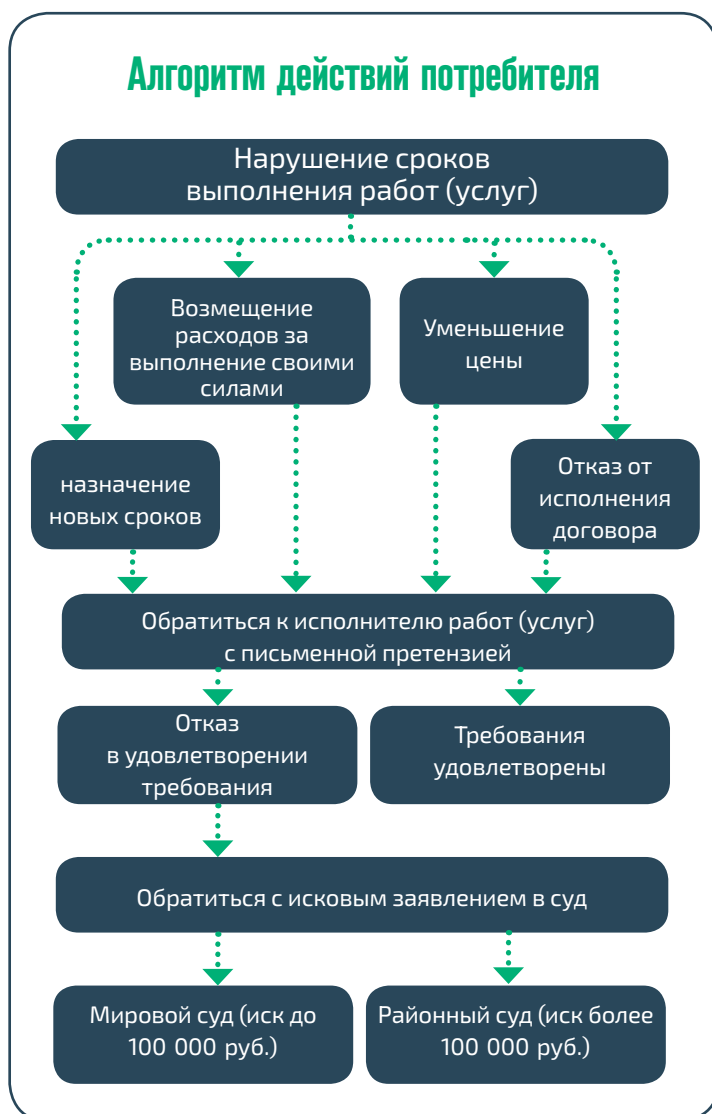 Алгоритм действий потребителя
Нарушение сроков
выполнения работ (услуг)
Возмещение
расходов за
выполнение своими
силами
Уменьшение
цены
назначение
новых сроков
Отказ от
исполнения
договора
Обратиться к исполнителю работ (услуг)
с письменной претензией
Отказ
в удовлетворении
требования
Требования
удовлетворены
Обратиться с исковым заявлением в суд
Мировой суд (иск до
100 000 руб.)
Районный суд (иск более
100 000 руб.)